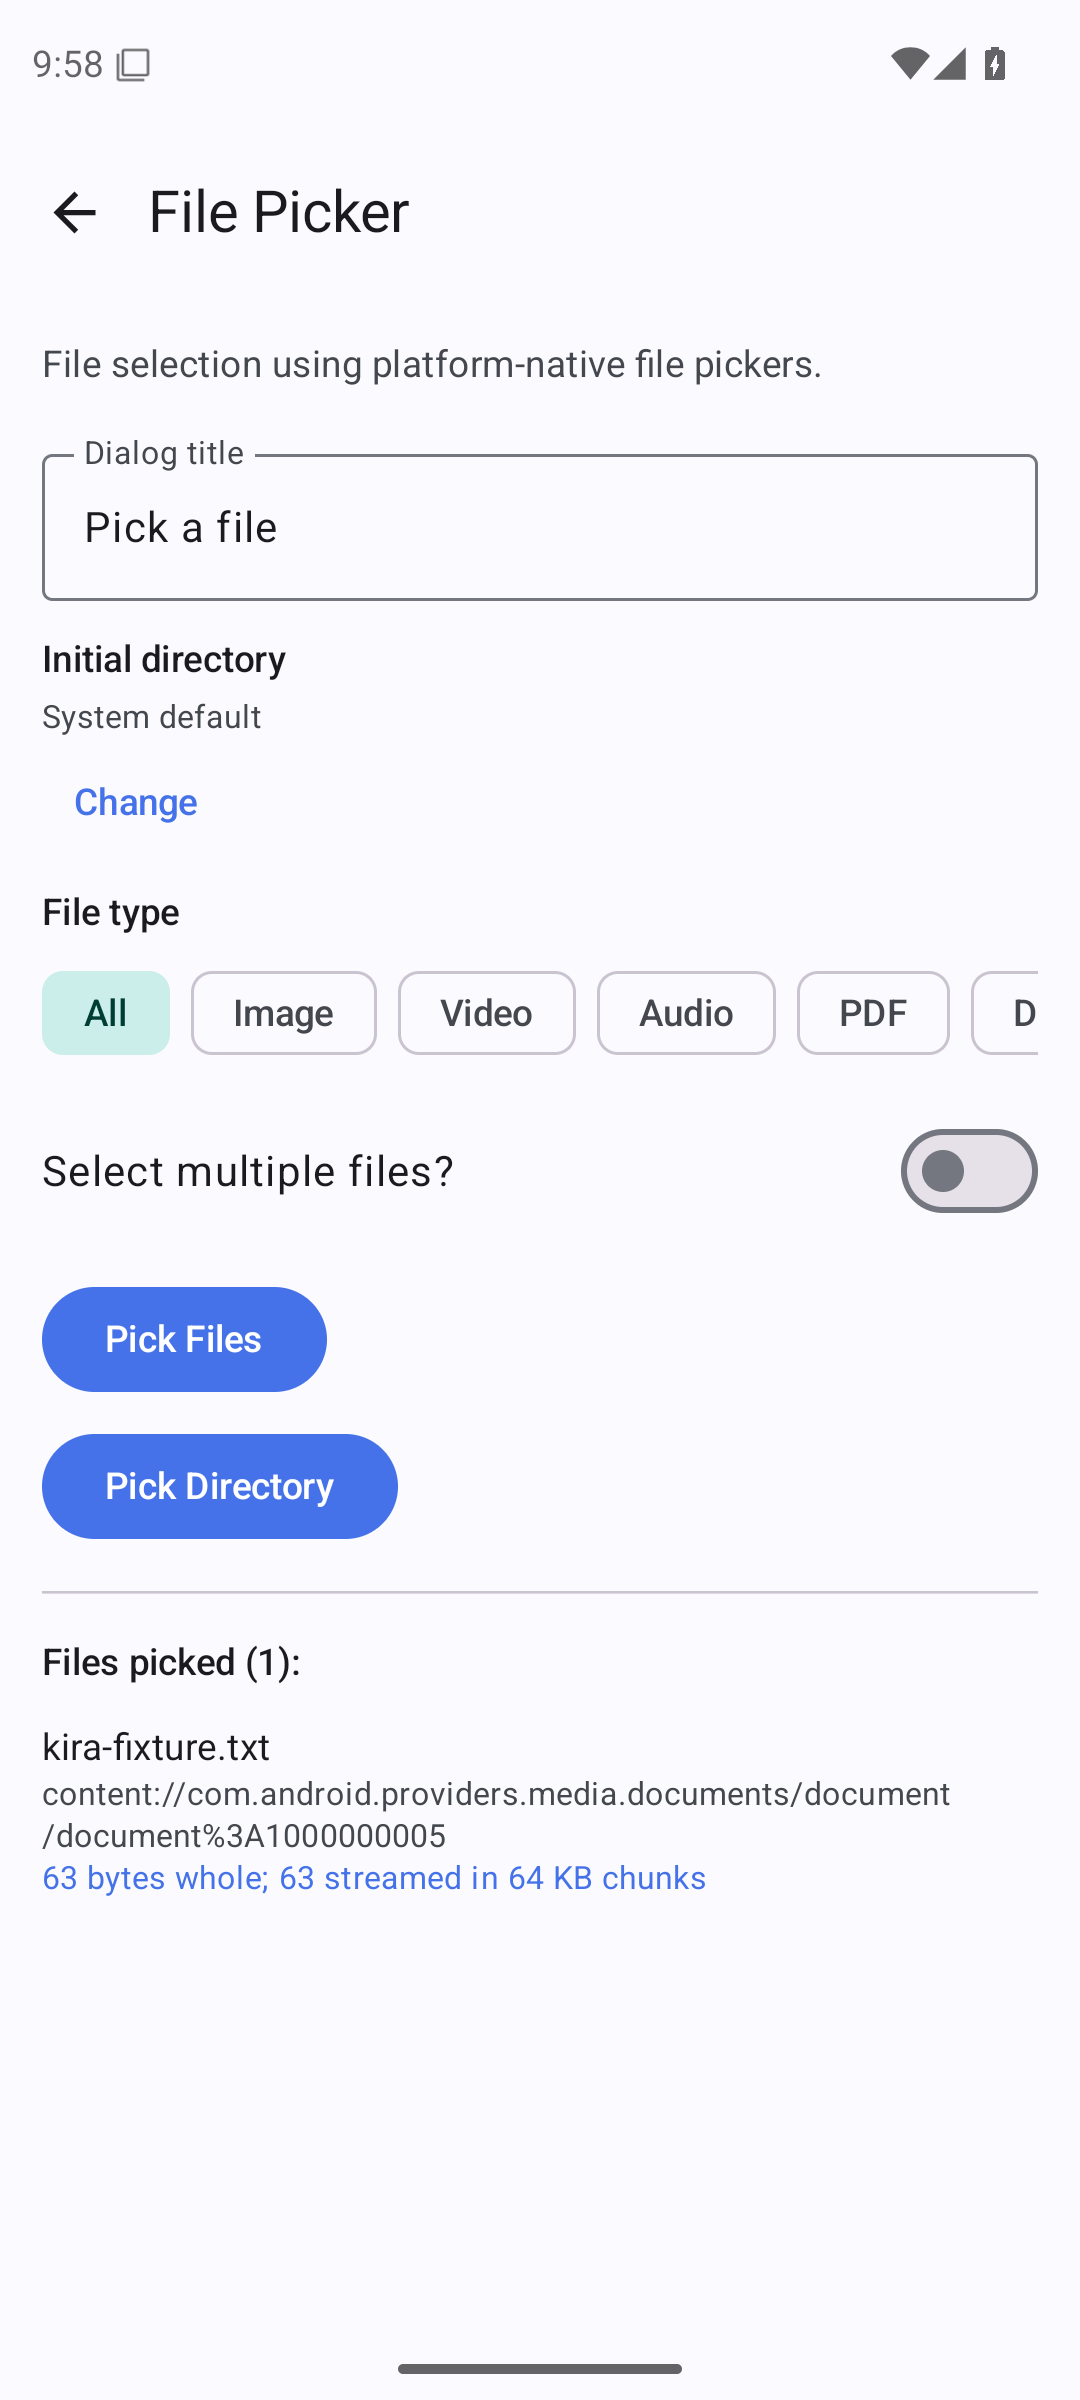 9:58
File Picker
File selection using platform-native file pickers.
Dialog title
Pick a file
Initial directory
System default
Change
File type
All Image Video Audio PDF D
Select multiple files?
Pick Files
Pick Directory
Files picked (1):
kira-fixture.txt
content://com.android.providers.media.documents/document
/document%3A1000000005
63 bytes whole; 63 streamed in 64 KB chunks